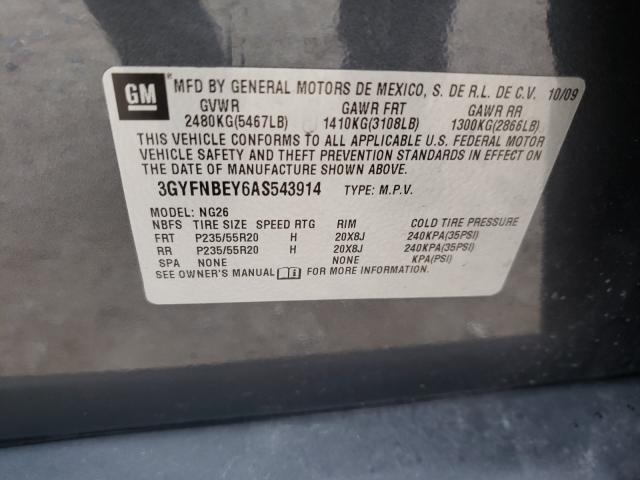 GM
®
MFD BY GENERAL MOTORS DE MEXICO, S. DE R.L. DE C.V. 10/09
GVWR GAWR FRT GAWR RR
2480KG(5467LB) 1410KG(3108LB) 1300KG(2866LB)
THIS VEHICLE CONFORMS TO ALL APPLICABLE U.S. FEDERAL MOTOR
VEHICLE SAFETY AND THEFT PREVENTION STANDARDS IN EFFECT ON
THE DATE OF MANUFACTURE SHOWN ABOVE.
3GYFNBEY6AS543914 TYPE: M.P.V.
MODEL: NG26
NBFS TIRE SIZE SPEED RTG RIM COLD TIRE PRESSURE
FRT P235/55R20 H 20X8J 240KPA(35PSI)
RR P235/55R20 H 20X8J 240KPA(35PSI)
SPA NONE NONE KPA(PSI)
SEE OWNER'S MANUAL FOR MORE INFORMATION.